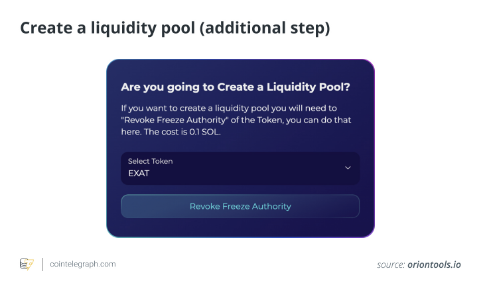 Create a liquidity pool (additional step)
Are you going to Create a Liquidity Pool?
If you want to create a liquidity pool you will need to
"Revoke Freeze Authority" of the Token, you can do that
here. The cost is 0.1 SOL.
Select Token
EXAT
Revoke Freeze Authority
cointelegraph.com
source: oriontools.io